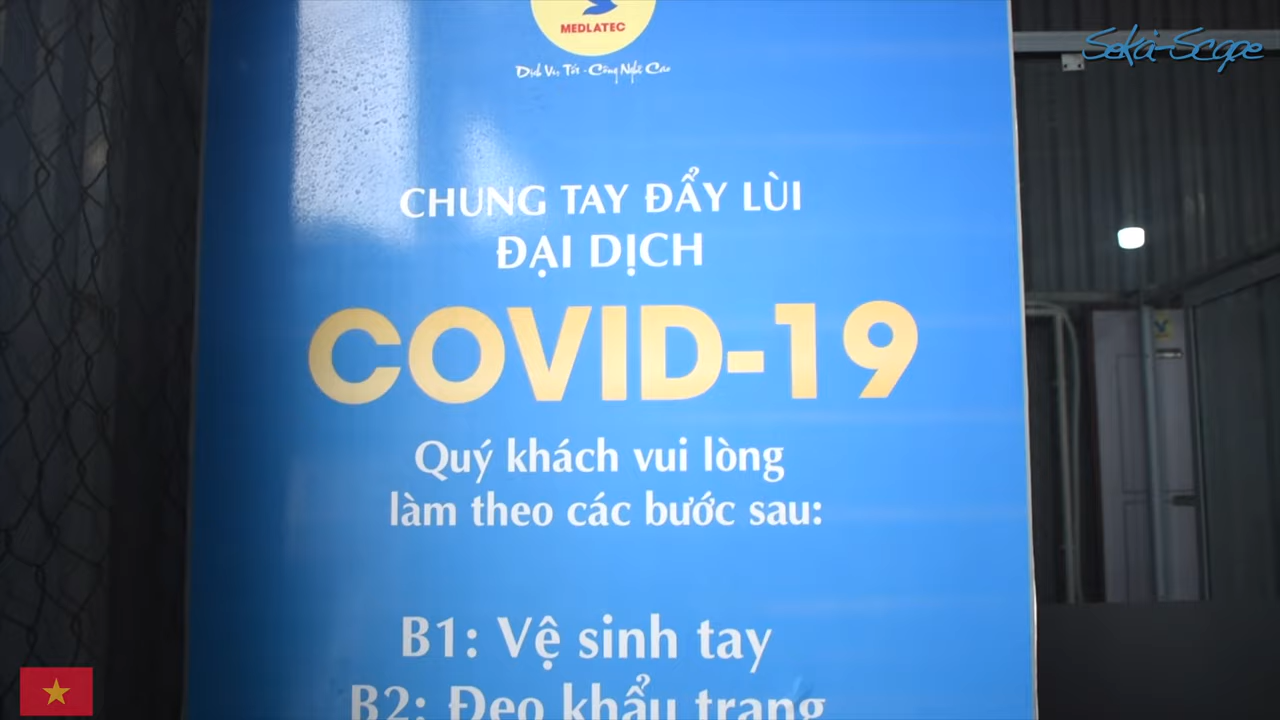 MEDLATEC
Dịch Vụ Tốt - Công Nghệ Cao
Seka-Scope
CHUNG TAY ĐẨY LÙI
ĐẠI DỊCH
COVID-19
Quý khách vui lòng
làm theo các bước sau:
B1: Vệ sinh tay
B2: Đeo khẩu trang